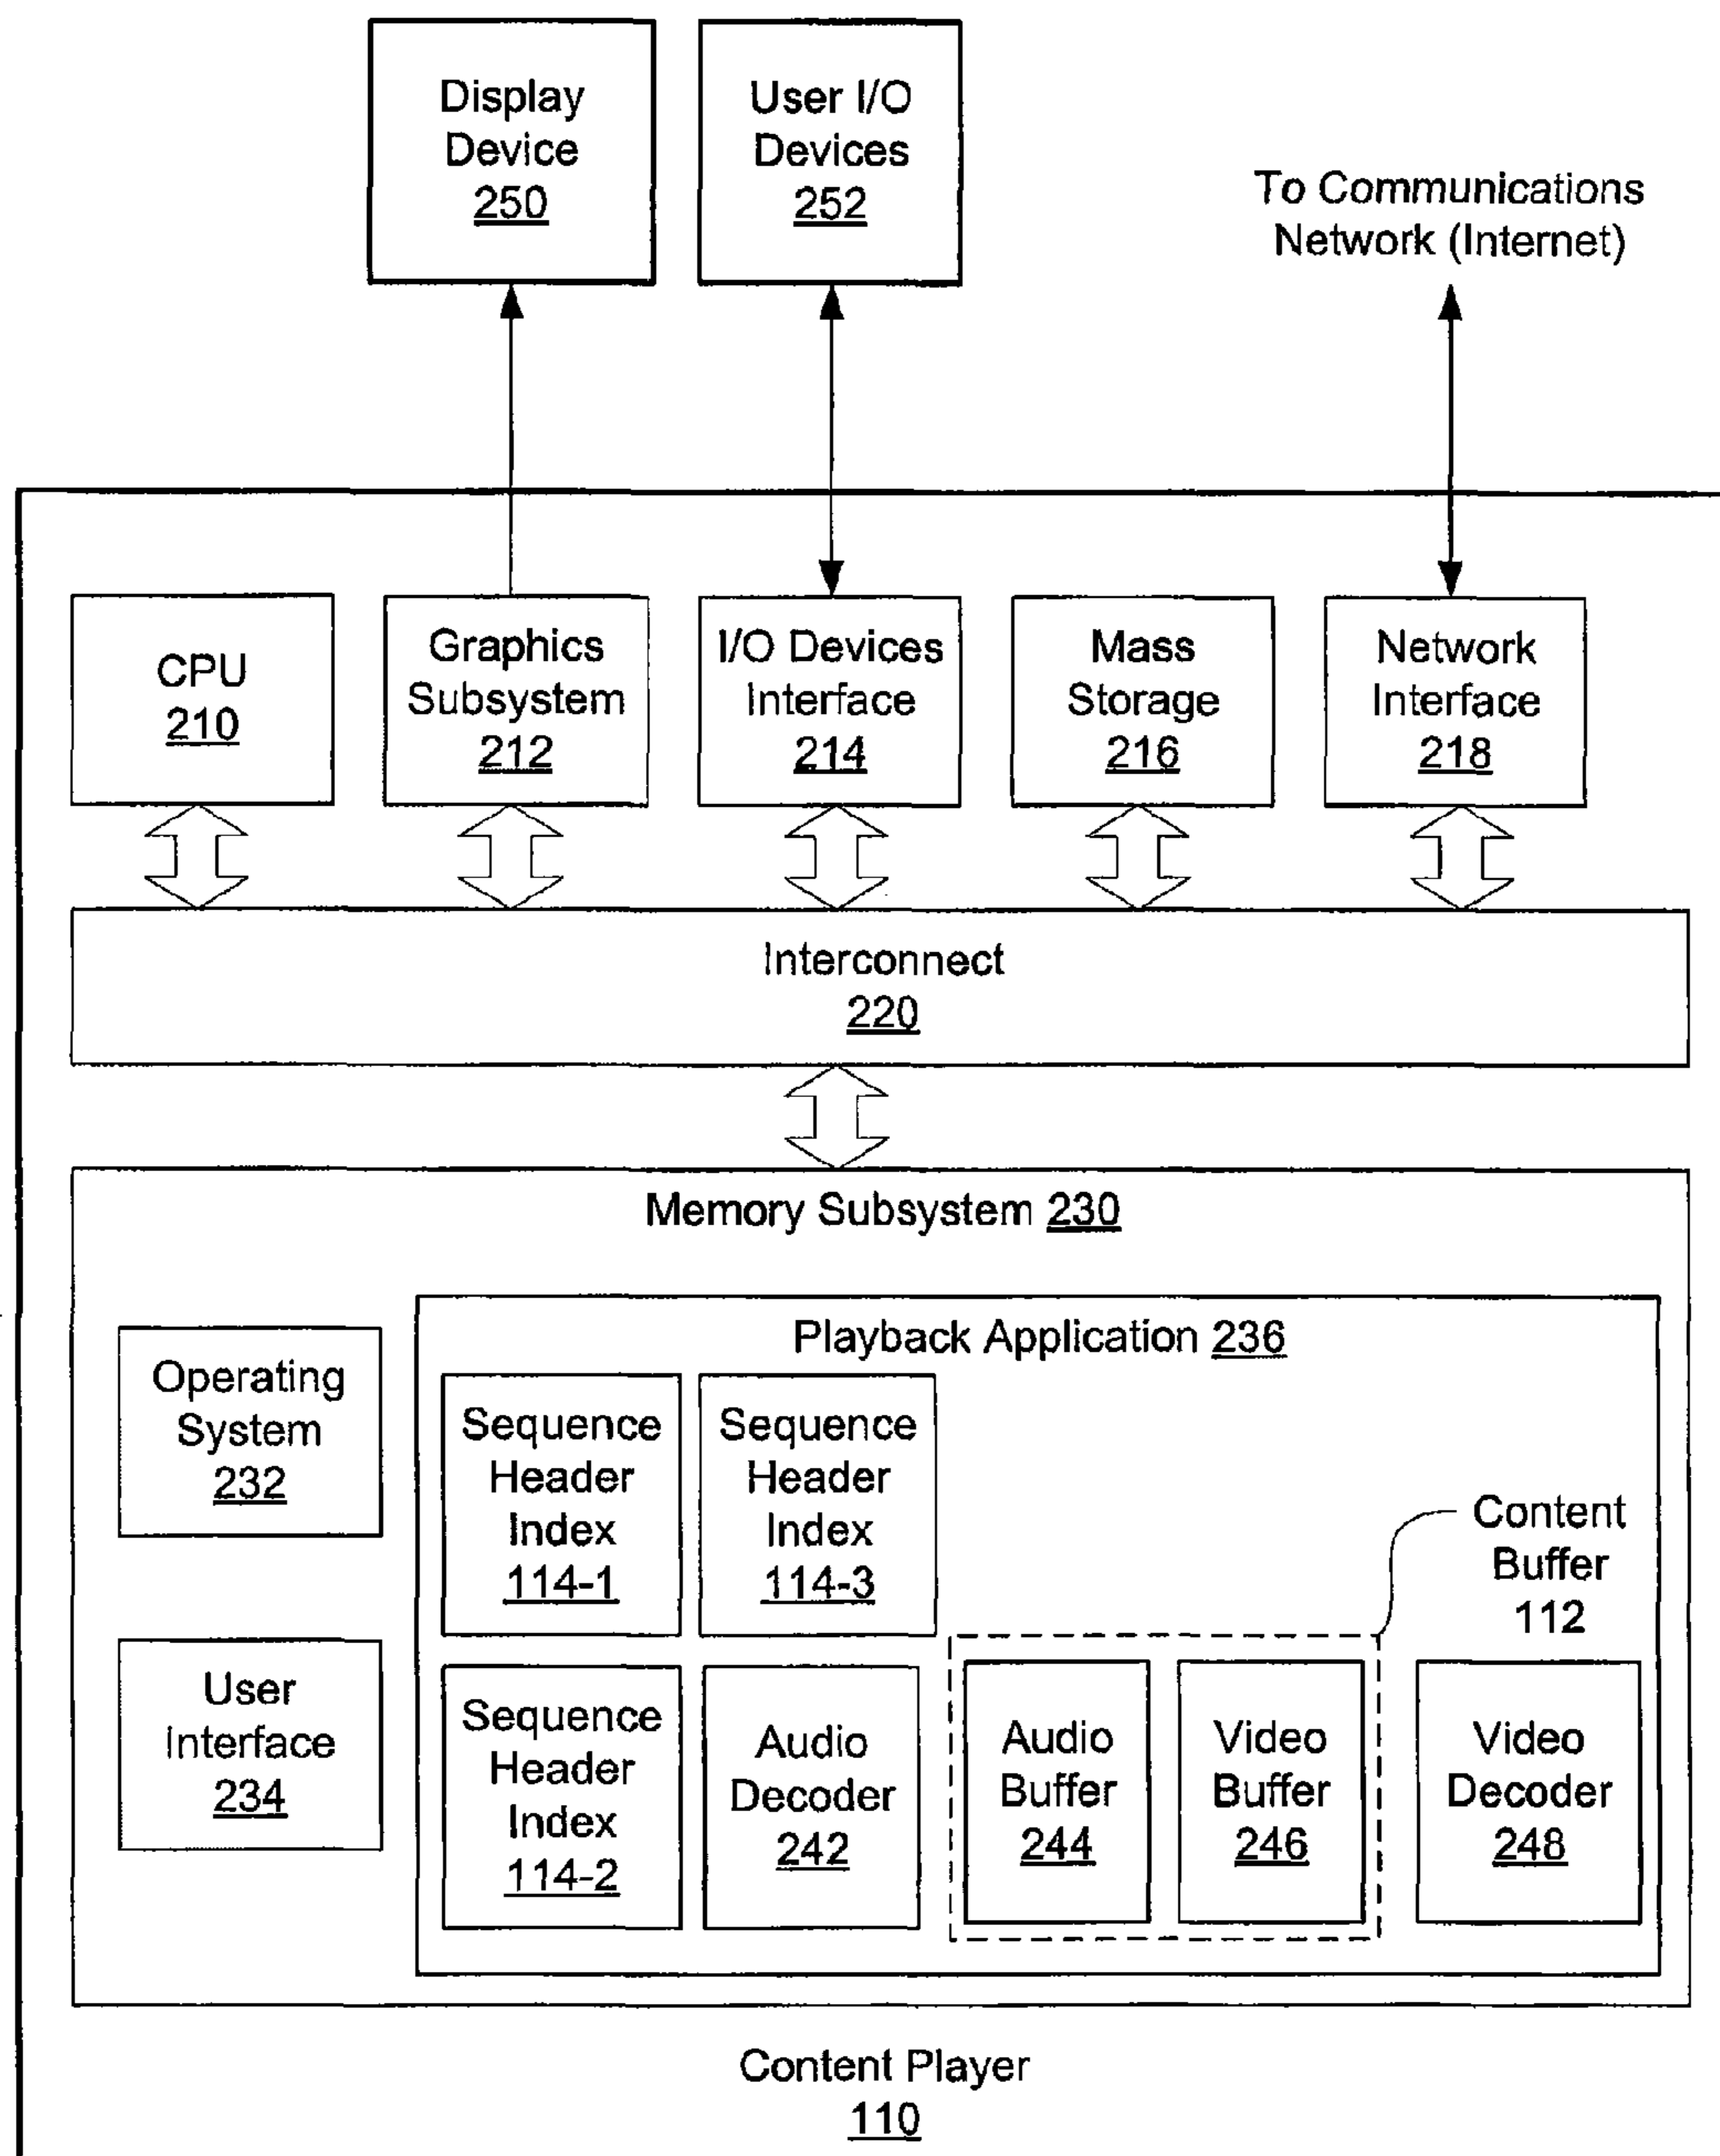 Display
Device
250
User I/O
Devices
252
To Communications
Network (Internet)
CPU
210
Graphics
Subsystem
212
I/O Devices
Interface
214
Mass
Storage
216
Network
Interface
218
Interconnect
220
Memory Subsystem 230
Operating
System
232
User
Interface
234
Playback Application 236
Sequence
Header
Index
114-1
Sequence
Header
Index
114-3
Content
Buffer
112
Sequence
Header
Index
114-2
Audio
Decoder
242
Audio
Buffer
244
Video
Buffer
246
Video
Decoder
248
Content Player
110